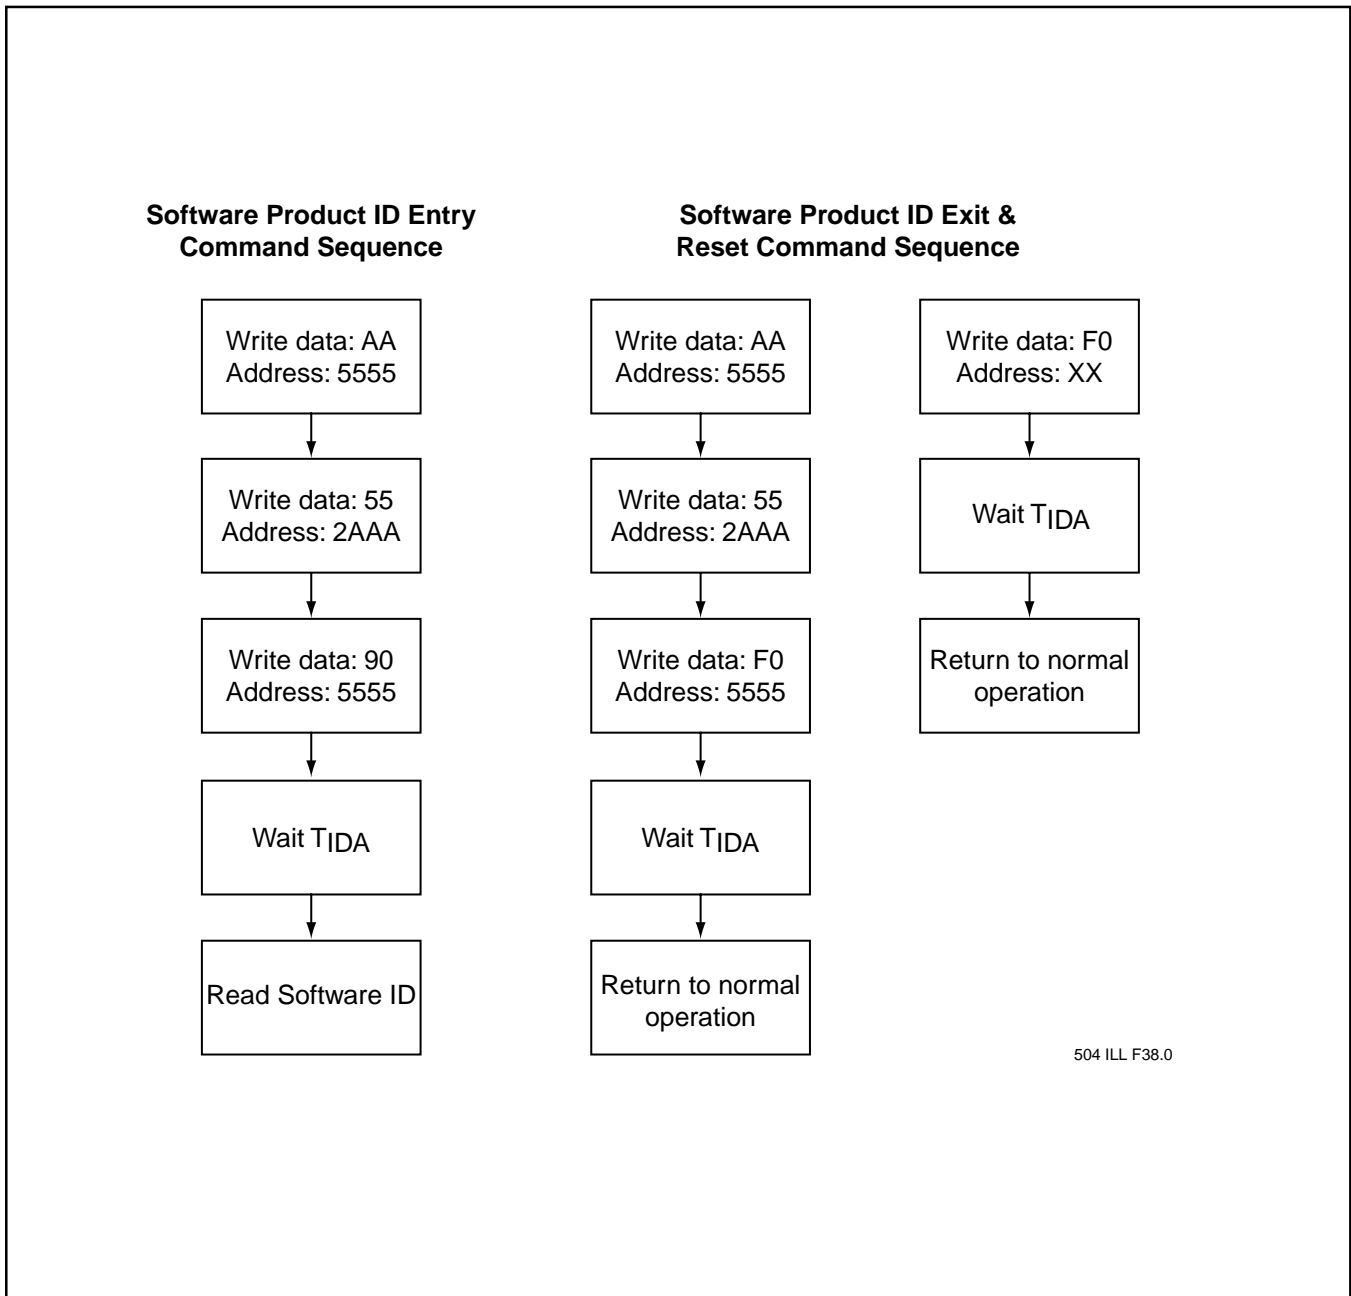 Software Product ID Entry
Command Sequence
Write data: AA
Address: 5555
Write data: 55
Address: 2AAA
Write data: 90
Address: 5555
Wait TIDA
Read Software ID
Software Product ID Exit &
Reset Command Sequence
Write data: AA
Address: 5555
Write data: 55
Address: 2AAA
Write data: F0
Address: 5555
Wait TIDA
Return to normal
operation
Write data: F0
Address: XX
Wait TIDA
Return to normal
operation
504 ILL F38.0